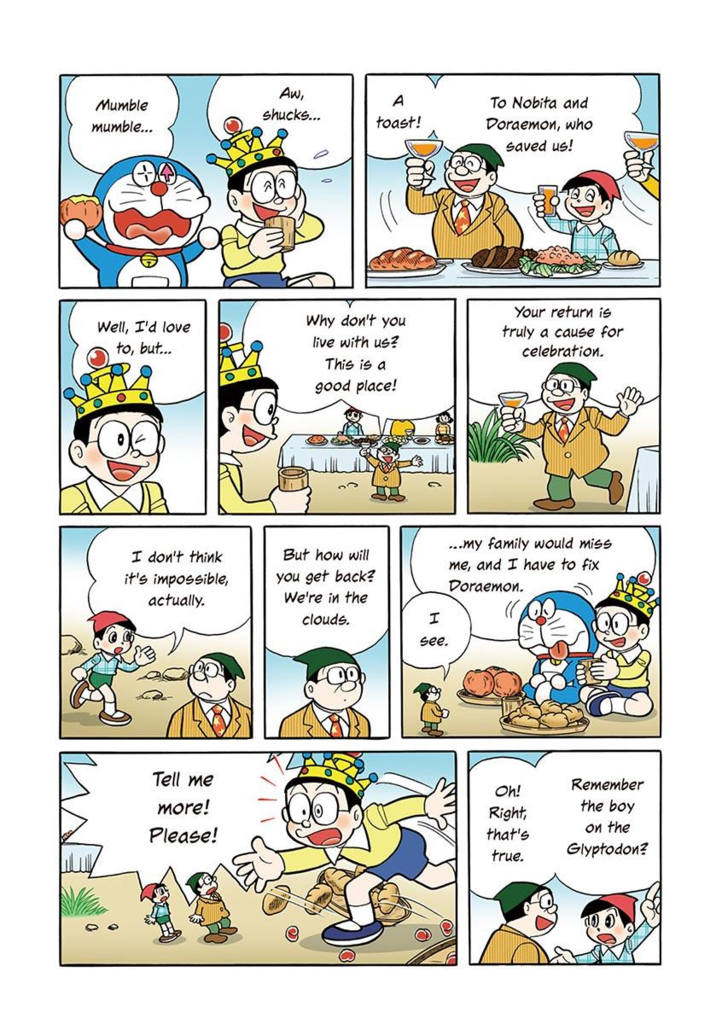 To Nobita and
Doraemon, who
saved us!
A
toast!
Aw,
shucks...
Mumble
mumble...
Your return is
truly a cause for
celebration.
Why don't you
live with us?
This is a
good place!
Well, I'd love
to, but...
...my family would miss
me, and I have to fix
Doraemon.
I
see.
But how will
you get back?
We're in the
clouds.
I don't think
it's impossible,
actually.
Remember
the boy
on the
Glyptodon?
Oh!
Right,
that's
true.
Tell me
more!
Please!